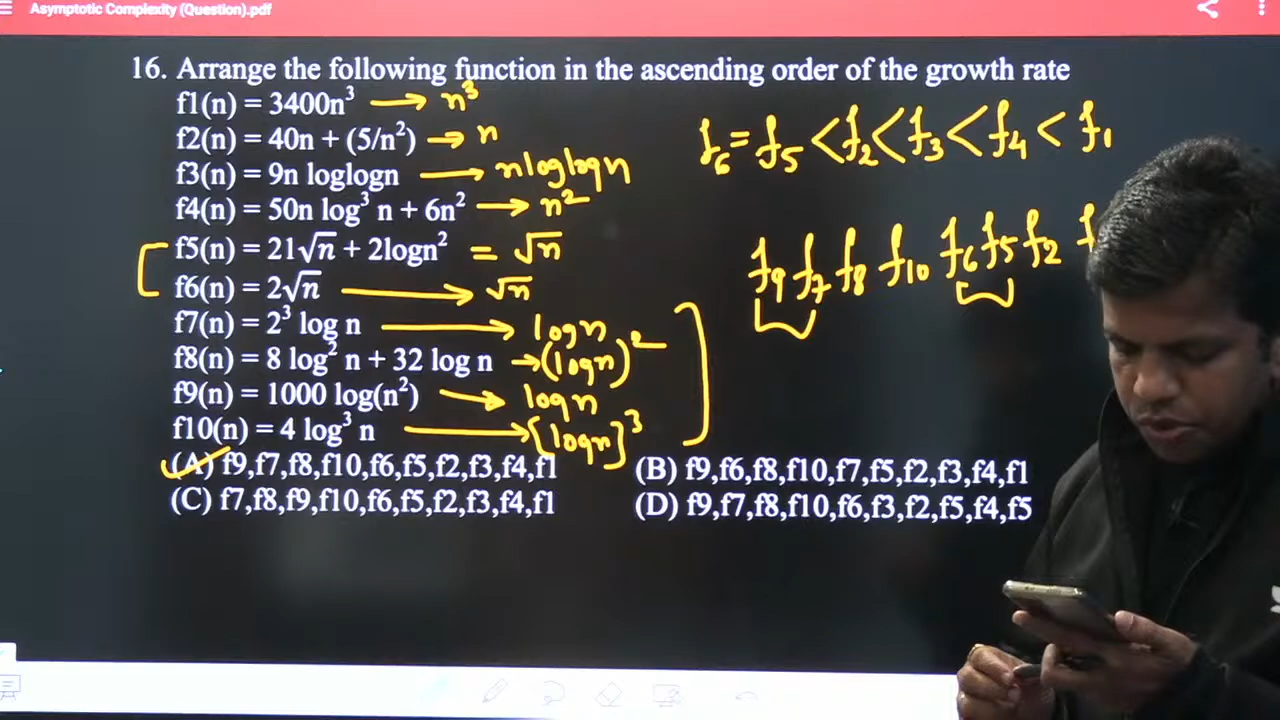 Asymptotic Complexity (Question).pdf
16. Arrange the following function in the ascending order of the growth rate
f1(n) = 3400n³ → n³
f2(n) = 40n + (5/n²) → n
f3(n) = 9n loglogn → nloglogn
f4(n) = 50n log³ n + 6n² → n²
f5(n) = 21√n + 2logn² = √n
f6(n) = 2√n → √n
f7(n) = 2³ log n → logn
f8(n) = 8 log² n + 32 log n → (logn)²
f9(n) = 1000 log(n²) → logn
f10(n) = 4 log³ n → [logn]³
(A) f9,f7,f8,f10,f6,f5,f2,f3,f4,f1 (B) f9,f6,f8,f10,f7,f5,f2,f3,f4,f1
(C) f7,f8,f9,f10,f6,f5,f2,f3,f4,f1 (D) f9,f7,f8,f10,f6,f3,f2,f5,f4,f5
f6 = f5 < f2 < f3 < f4 < f1
f9 f7 f8 f10 f6 f5 f2 f